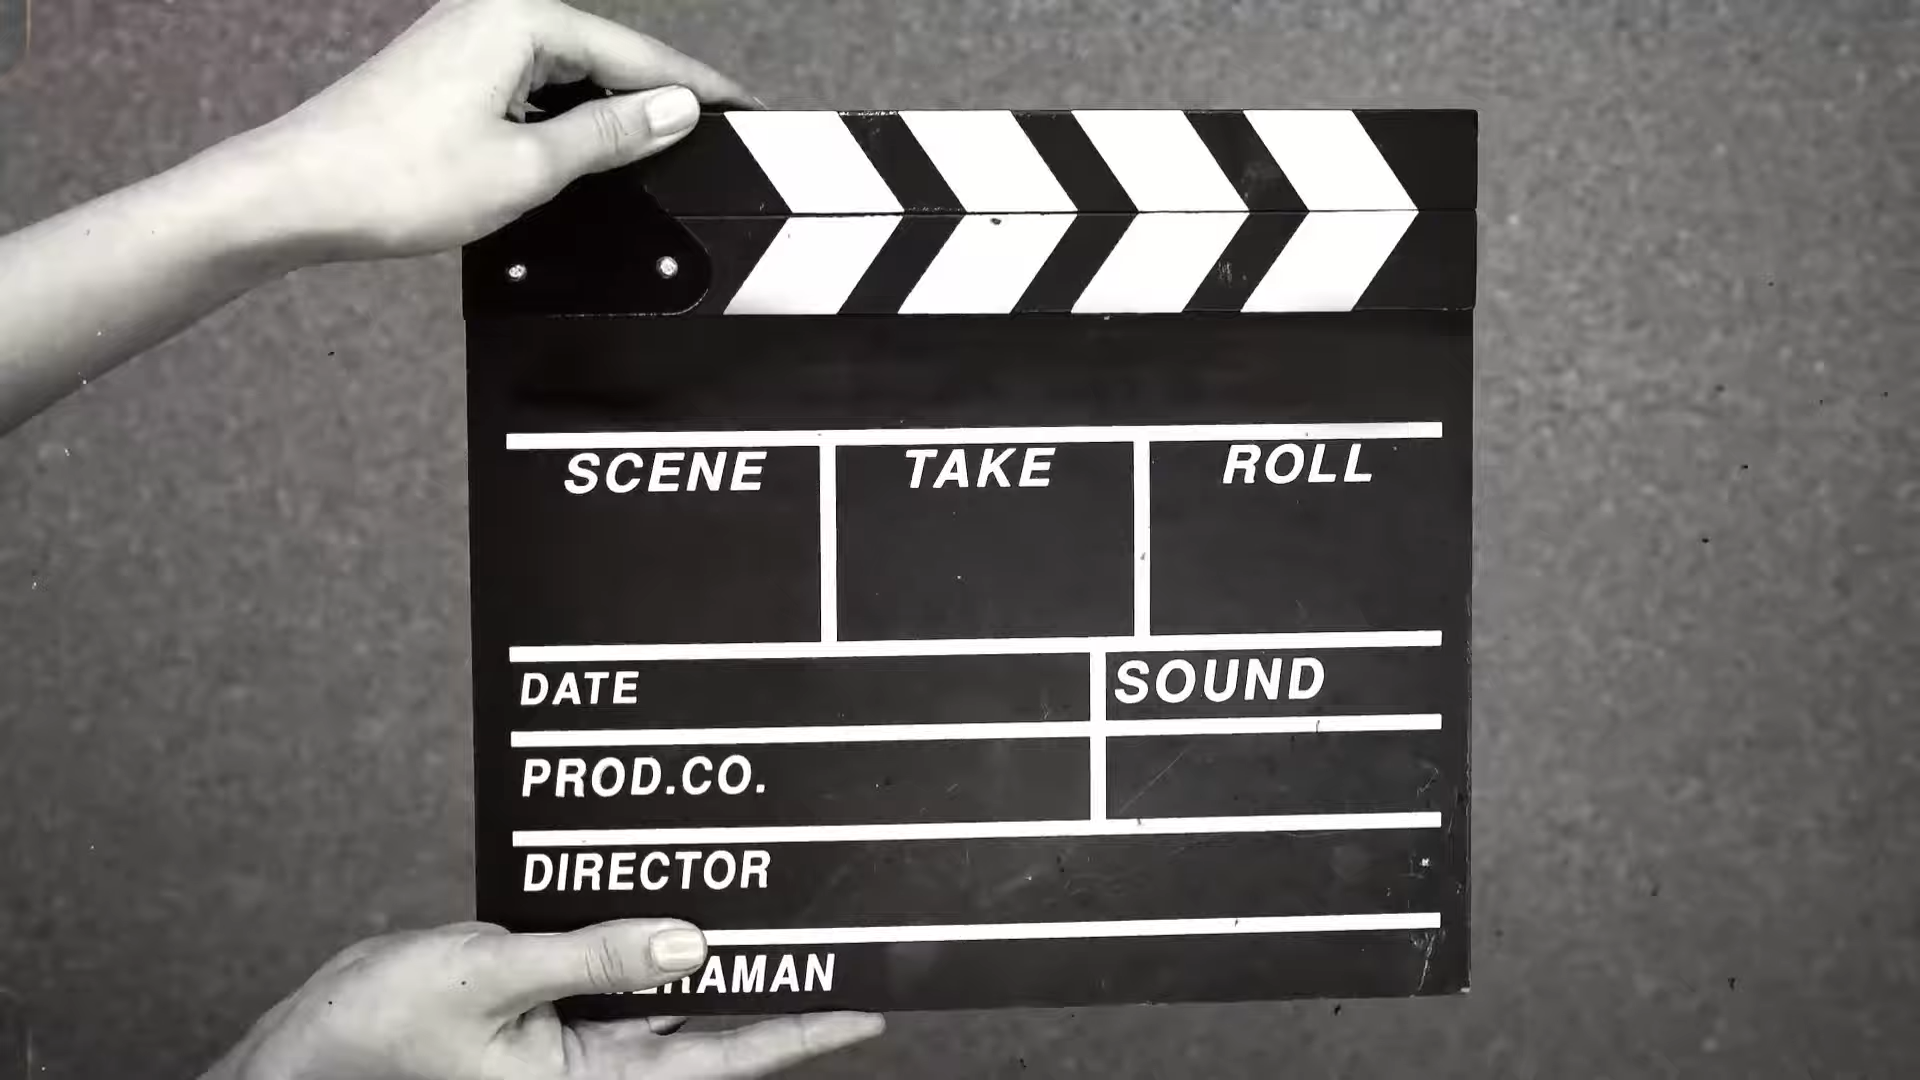 SCENE TAKE ROLL
DATE SOUND
PROD.CO.
DIRECTOR